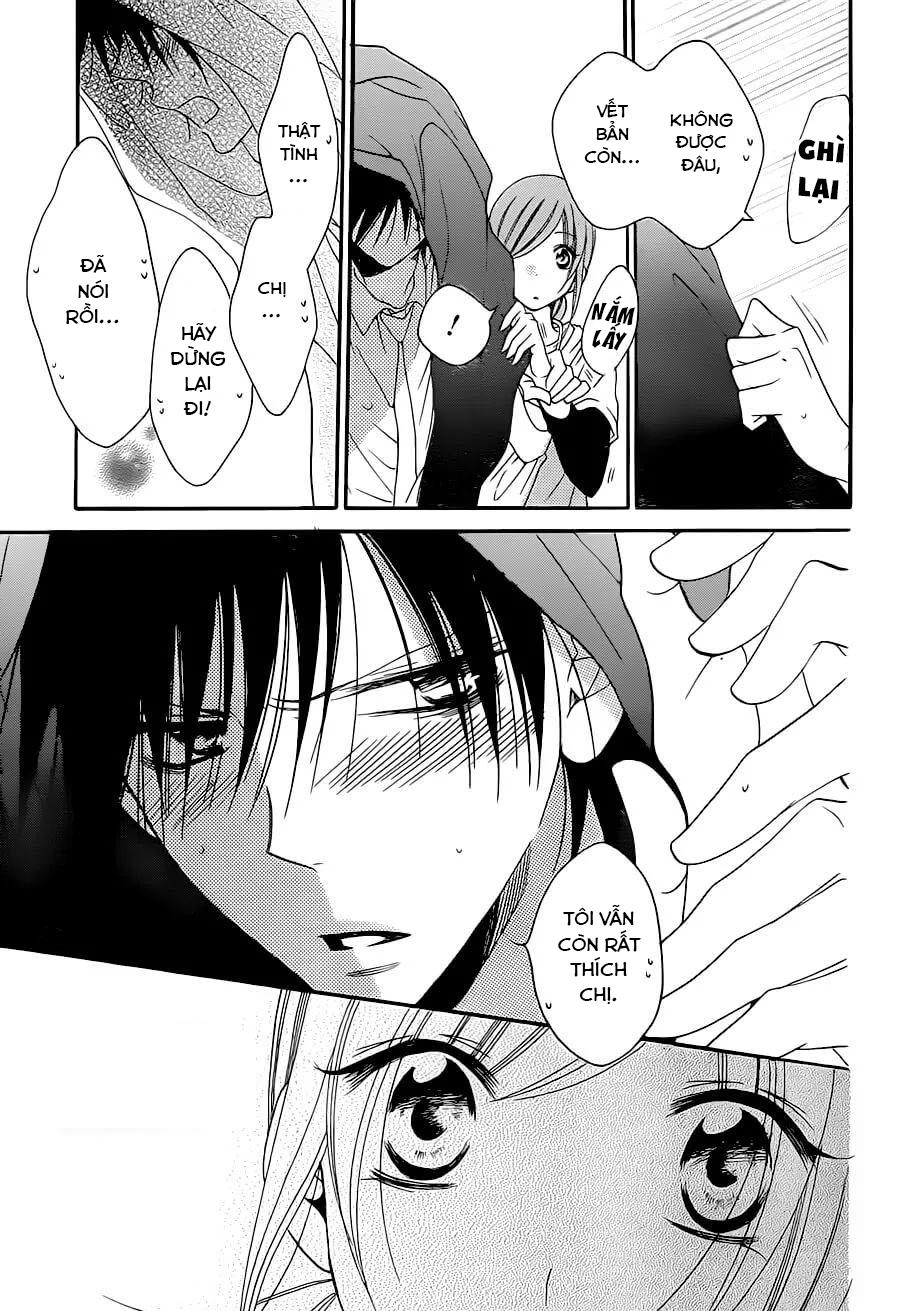 GHÌ
LẠI
KHÔNG
ĐƯỢC
ĐÂU,
VẾT
BẨN
CÒN...
NẮM
LẤY
!
THẬT
TÌNH
...
CHỊ
...
HÃY
DỪNG
LẠI
ĐI!
ĐÃ
NÓI
RỒI...
TÔI VẪN
CÒN RẤT
THÍCH
CHỊ.